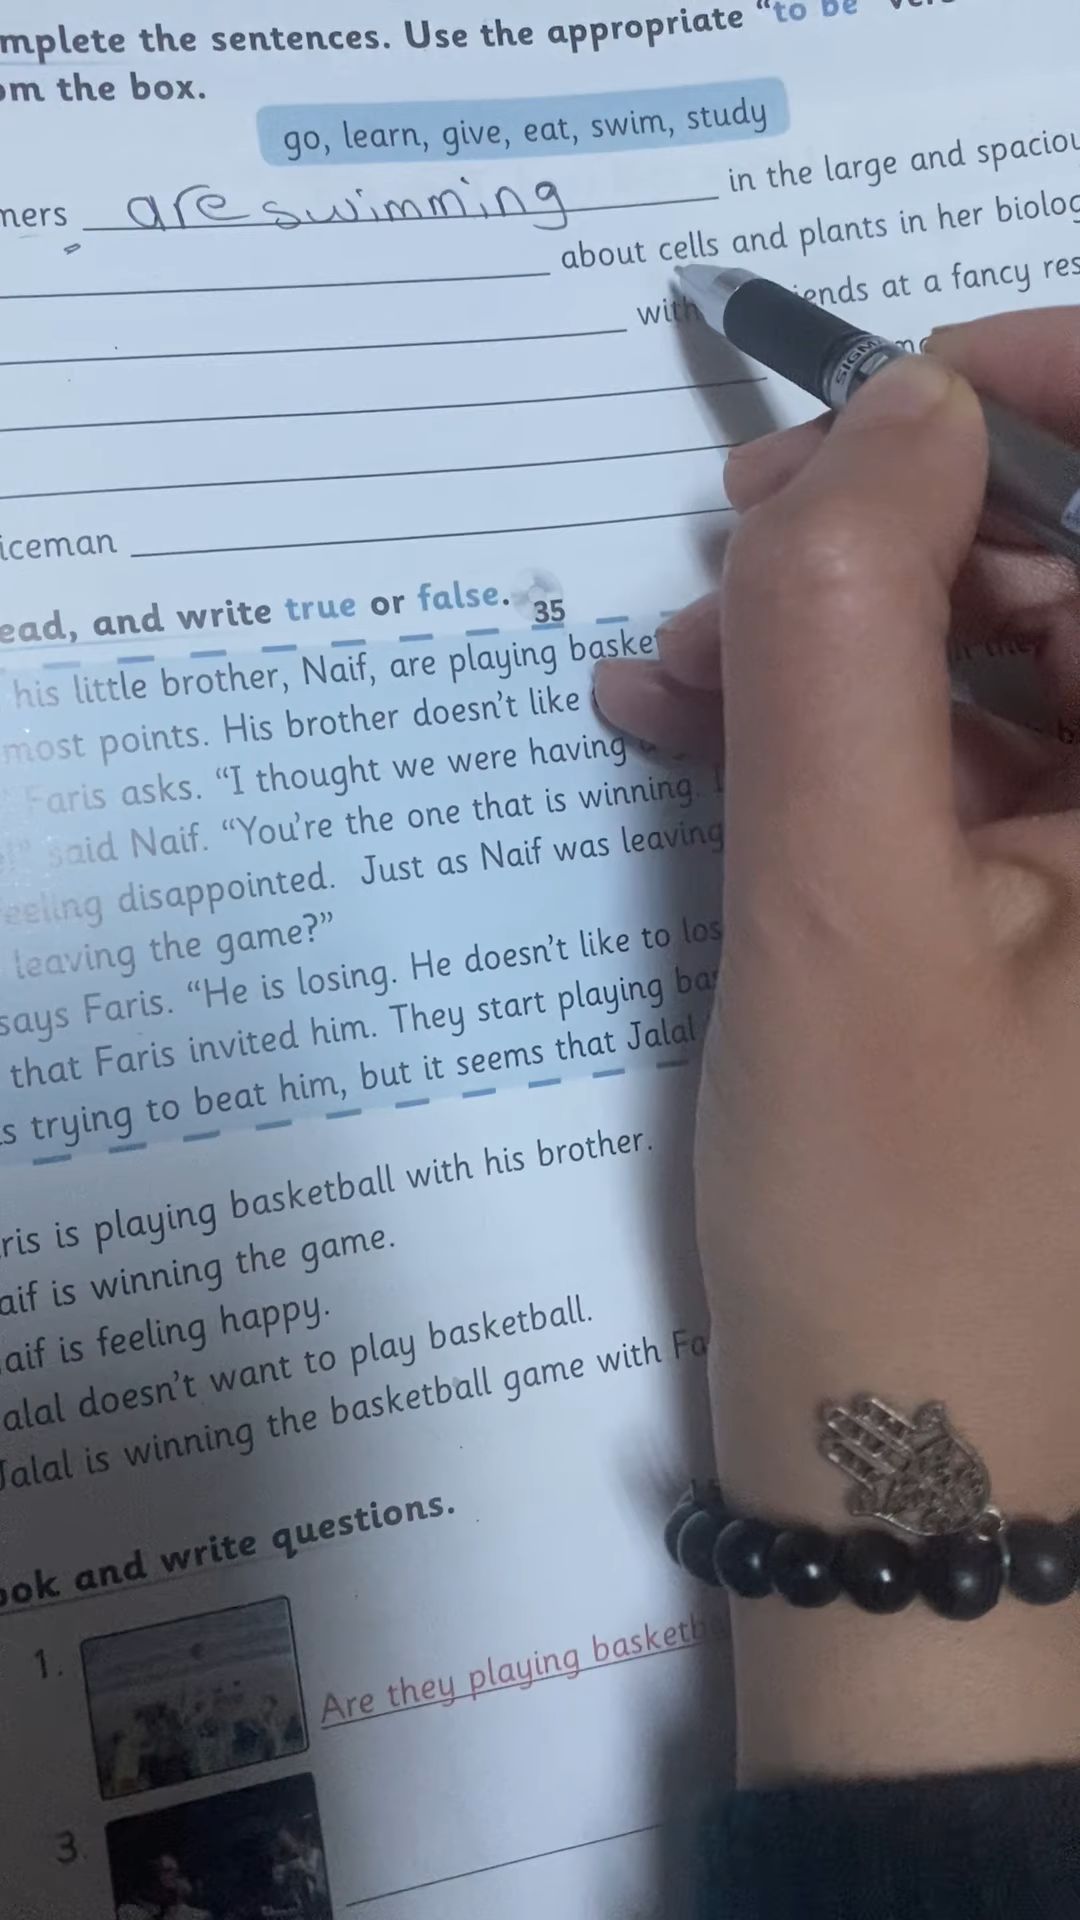 mplete the sentences. Use the appropriate "to be"
om the box.
go, learn, give, eat, swim, study
ners are swimming in the large and spaciou
about cells and plants in her biolog
with iends at a fancy res
iceman
ead, and write true or false. 35
his little brother, Naif, are playing baske
most points. His brother doesn't like
Faris asks. "I thought we were having
said Naif. "You're the one that is winning.
eeling disappointed. Just as Naif was leaving
leaving the game?"
says Faris. "He is losing. He doesn't like to los
that Faris invited him. They start playing bas
s trying to beat him, but it seems that Jalal
ris is playing basketball with his brother.
aif is winning the game.
aif is feeling happy.
alal doesn't want to play basketball.
Jalal is winning the basketball game with Fa
ook and write questions.
1.
Are they playing basketb
3.